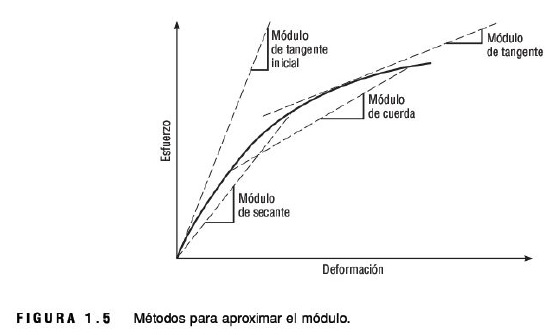 Módulo
de tangente
inicial
Módulo
de tangente
Módulo
de cuerda
Módulo
de secante
Esfuerzo
Deformación
FIGURA 1.5 Métodos para aproximar el módulo.